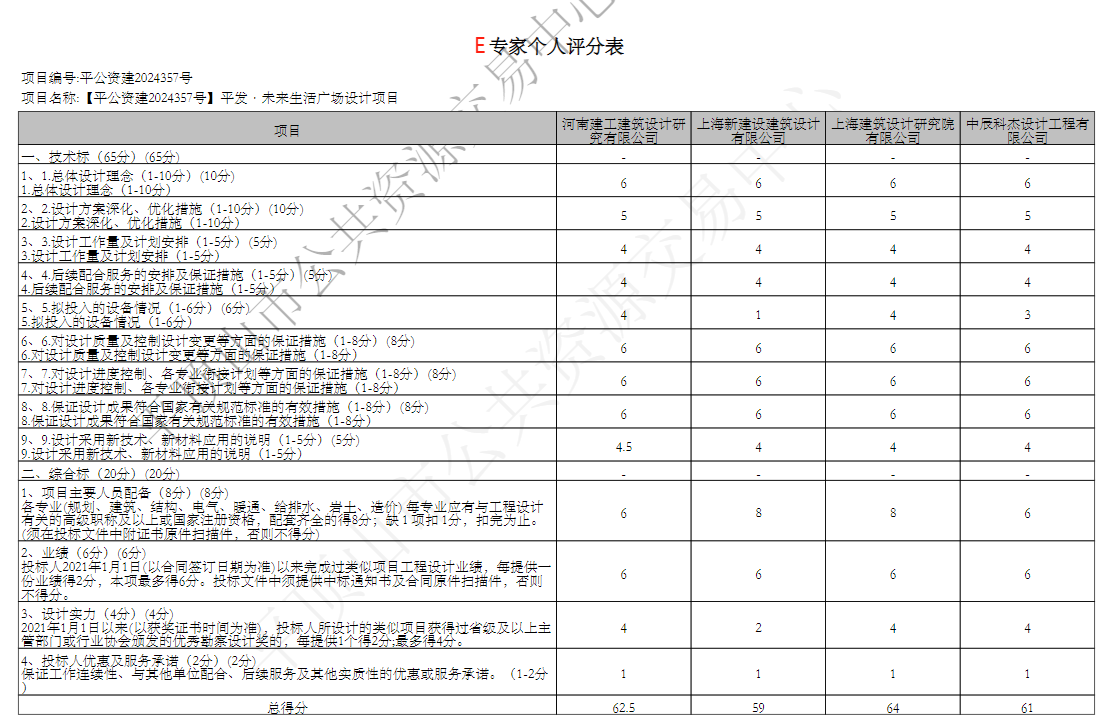 E 专家个人评分表
项目编号:平公资建2024357号
项目名称:【平公资建2024357号】平发·未来生活广场设计项目
项目 河南建工建筑设计研究有限公司 上海新建设建筑设计有限公司 上海建筑设计研究院有限公司 中辰科杰设计工程有限公司
一、技术标（65分）(65分) - - - -
1、1.总体设计理念（1-10分）(10分)
1.总体设计理念（1-10分） 6 6 6 6
2、2.设计方案深化、优化措施（1-10分）(10分)
2.设计方案深化、优化措施（1-10分） 5 5 5 5
3、3.设计工作量及计划安排（1-5分）(5分)
3.设计工作量及计划安排（1-5分） 4 4 4 4
4、4.后续配合服务的安排及保证措施（1-5分）(5分)
4.后续配合服务的安排及保证措施（1-5分） 4 4 4 4
5、5.拟投入的设备情况（1-6分）(6分)
5.拟投入的设备情况（1-6分） 4 1 4 3
6、6.对设计质量及控制设计变更等方面的保证措施（1-8分）(8分)
6.对设计质量及控制设计变更等方面的保证措施（1-8分） 6 6 6 6
7、7.对设计进度控制、各专业衔接计划等方面的保证措施（1-8分）(8分)
7.对设计进度控制、各专业衔接计划等方面的保证措施（1-8分） 6 6 6 6
8、8.保证设计成果符合国家有关规范标准的有效措施（1-8分）(8分)
8.保证设计成果符合国家有关规范标准的有效措施（1-8分） 6 6 6 6
9、9.设计采用新技术、新材料应用的说明（1-5分）(5分)
9.设计采用新技术、新材料应用的说明（1-5分） 4.5 4 4 4
二、综合标（20分）(20分) - - - -
1、项目主要人员配备（8分）(8分)
各专业(规划、建筑、结构、电气、暖通、给排水、岩土、造价) 每专业应有与工程设计
有关的高级职称及以上或国家注册资格，配套齐全的得8分；缺 1 项扣 1分，扣完为止。
(须在投标文件中附证书原件扫描件，否则不得分) 6 8 8 6
2、业绩（6分）(6分)
投标人2021年1月1日(以合同签订日期为准)以来完成过类似项目工程设计业绩，每提供一
份业绩得2分，本项最多得6分。投标文件中须提供中标通知书及合同原件扫描件，否则
不得分。 6 6 6 6
3、设计实力（4分）(4分)
2021年1月1日以来(以获奖证书时间为准)，投标人所设计的类似项目获得过省级及以上主
管部门或行业协会颁发的优秀勘察设计奖的，每提供1个得2分;最多得4分。 4 2 4 4
4、投标人优惠及服务承诺（2分）(2分)
保证工作连续性、与其他单位配合、后续服务及其他实质性的优惠或服务承诺。（1-2分
） 1 1 1 1
总得分 62.5 59 64 61
平顶山市公共资源交易中心
平顶山市公共资源交易中心